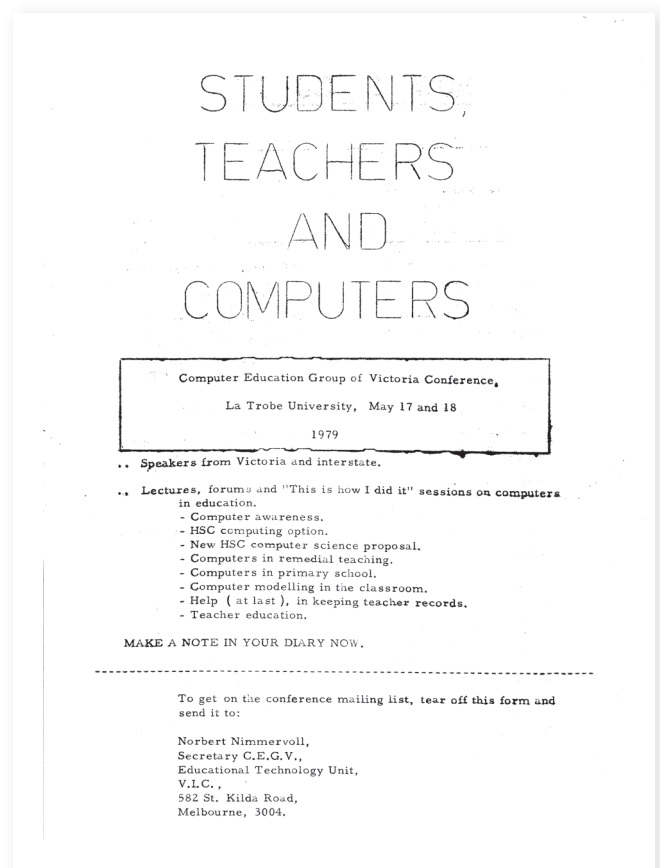 STUDENTS,
TEACHERS
AND
COMPUTERS
Computer Education Group of Victoria Conference,
La Trobe University, May 17 and 18
1979
.. Speakers from Victoria and interstate.
.. Lectures, forums and "This is how I did it" sessions on computers
in education.
- Computer awareness.
- HSC computing option.
- New HSC computer science proposal.
- Computers in remedial teaching.
- Computers in primary school.
- Computer modelling in the classroom.
- Help ( at last ), in keeping teacher records.
- Teacher education.
MAKE A NOTE IN YOUR DIARY NOW.
To get on the conference mailing list, tear off this form and
send it to:
Norbert Nimmervoll,
Secretary C.E.G.V.,
Educational Technology Unit,
V.I.C. ,
582 St. Kilda Road,
Melbourne, 3004.